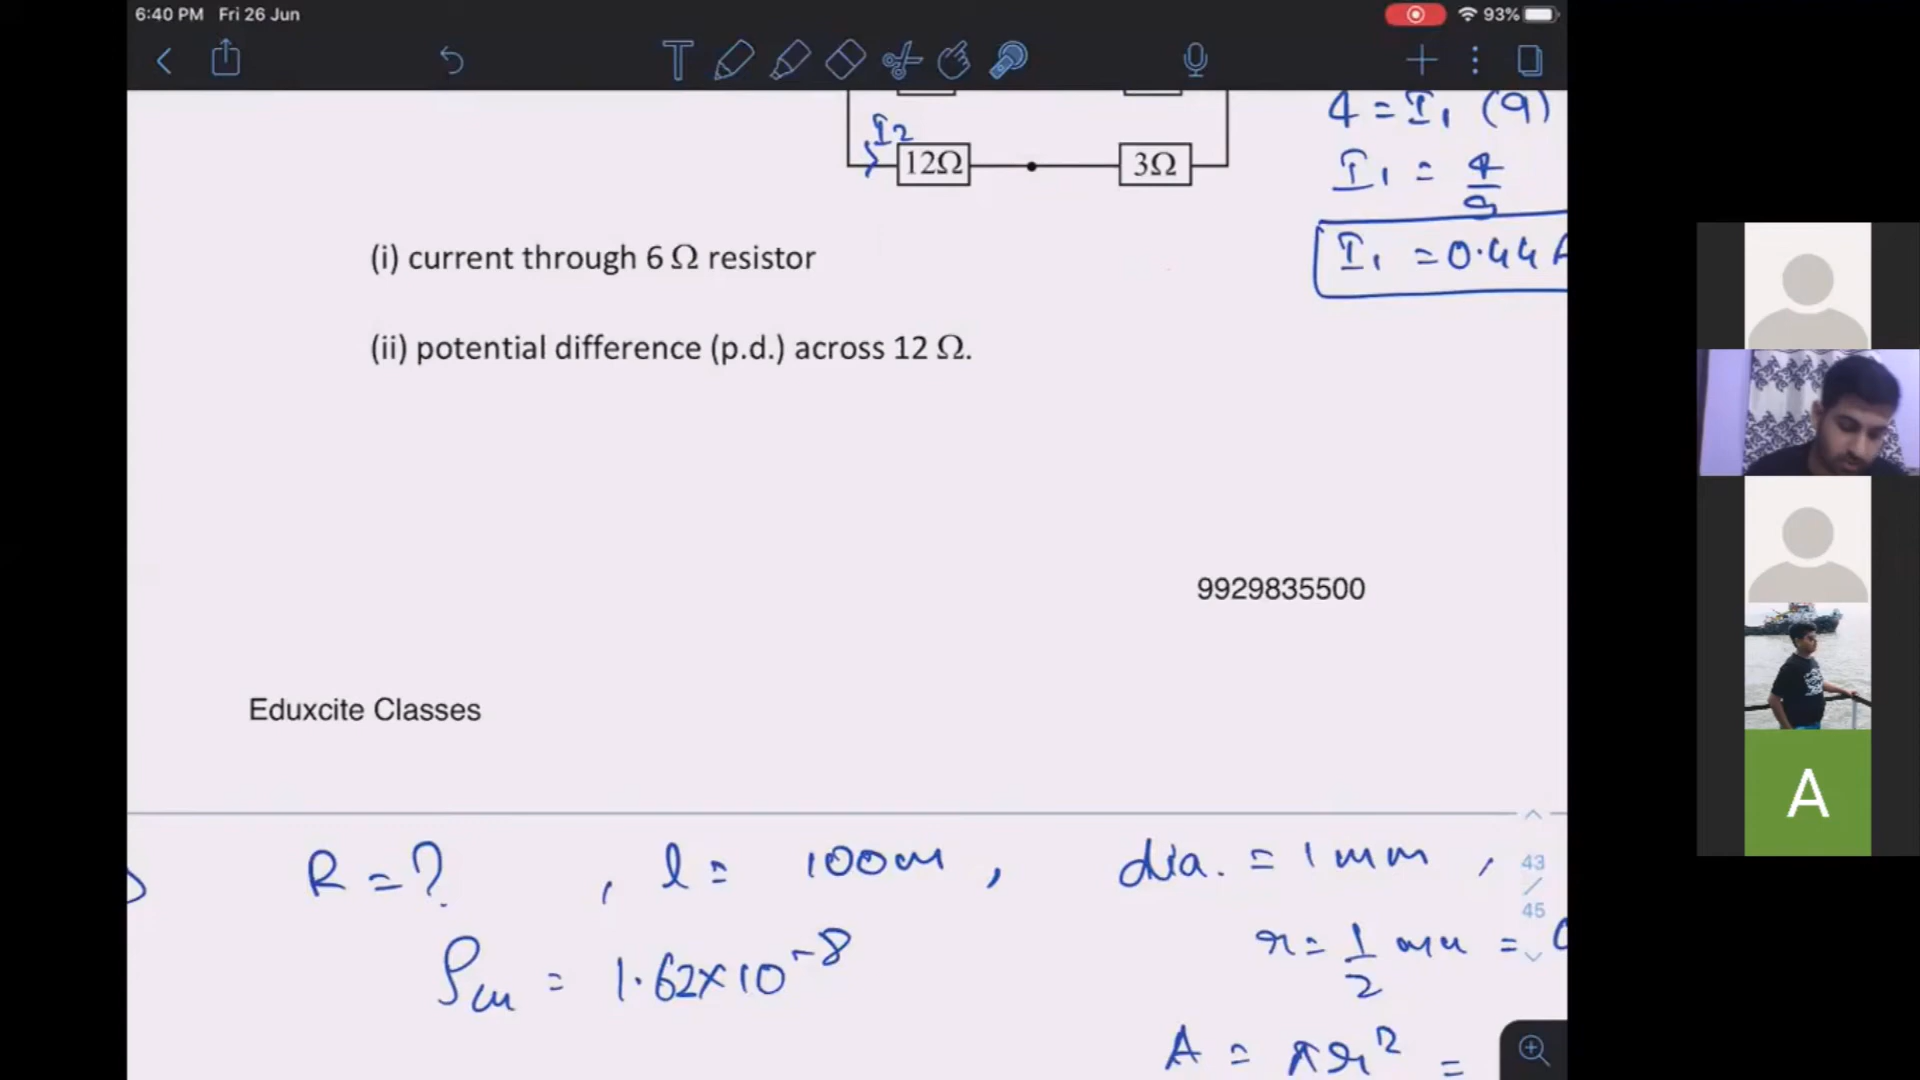 6:40 PM Fri 26 Jun 93%
T
4 = I₁ (9)
I₂
12Ω 3Ω
I₁ = 4/9
(i) current through 6 Ω resistor
I₁ = 0.44 A
(ii) potential difference (p.d.) across 12 Ω.
9929835500
Eduxcite Classes
A
R = ? , l = 100m , dia. = 1mm ,
43 / 45
r = 1/2 mm = 0
ρcu = 1.62×10⁻⁸
A = πr² =